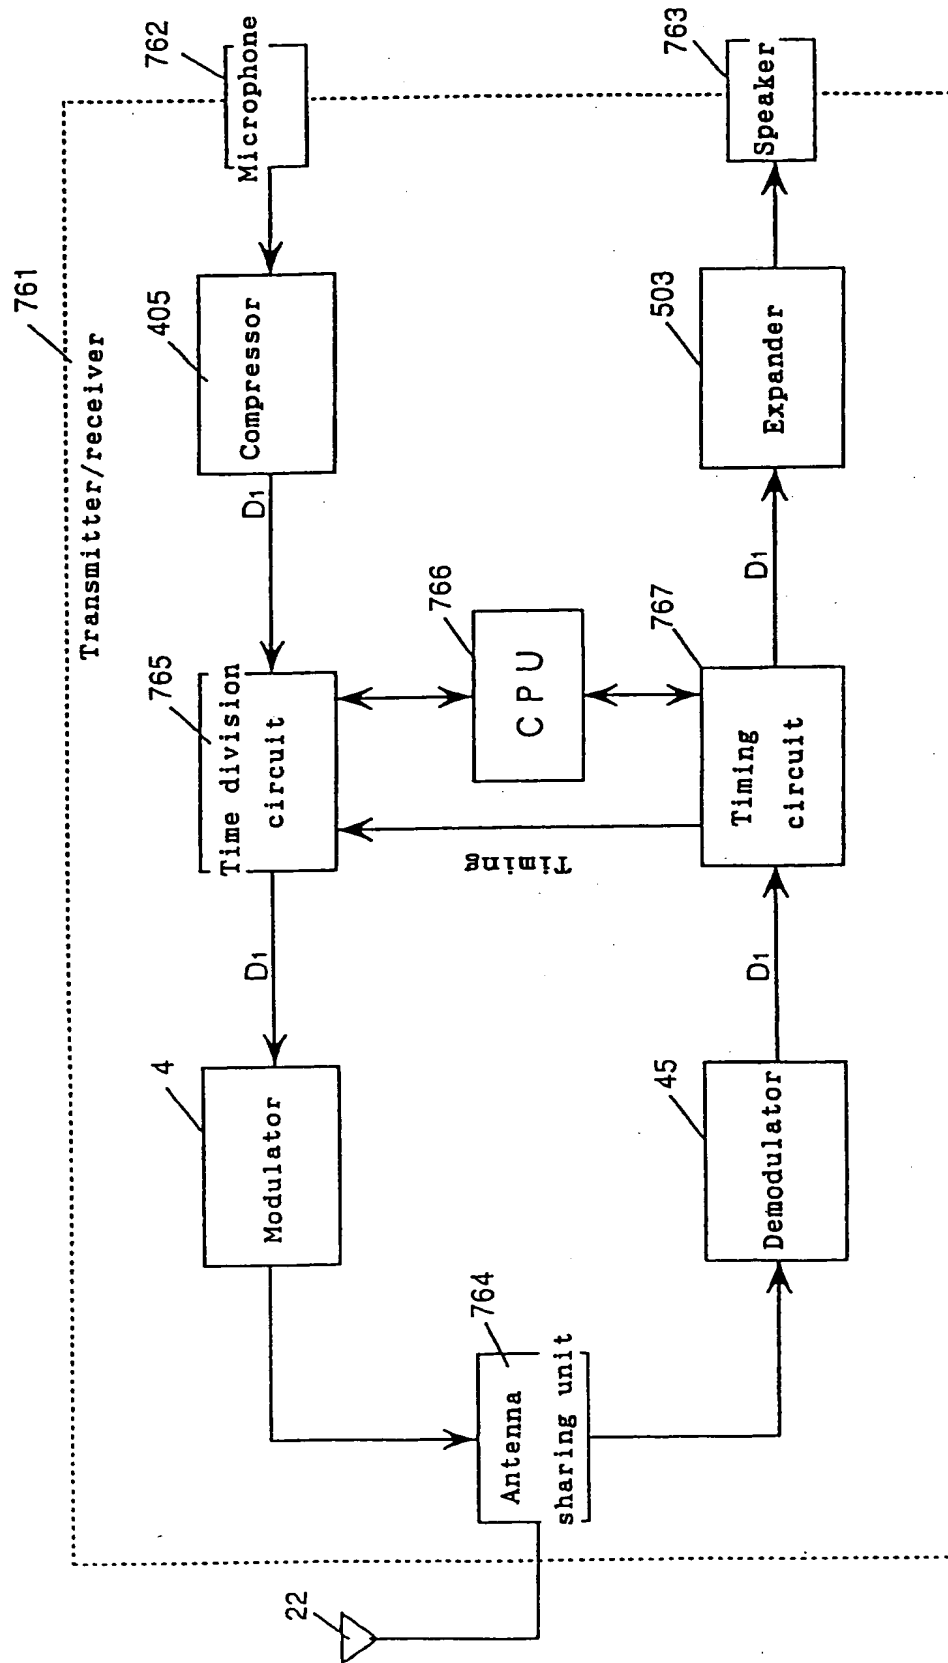 761
Transmitter/receiver
22
764
Antenna
sharing unit
4
Modulator
D1
765
Time division
circuit
D1
405
Compressor
762
Microphone
Timing
766
CPU
45
Demodulator
D1
767
Timing
circuit
D1
503
Expander
763
Speaker